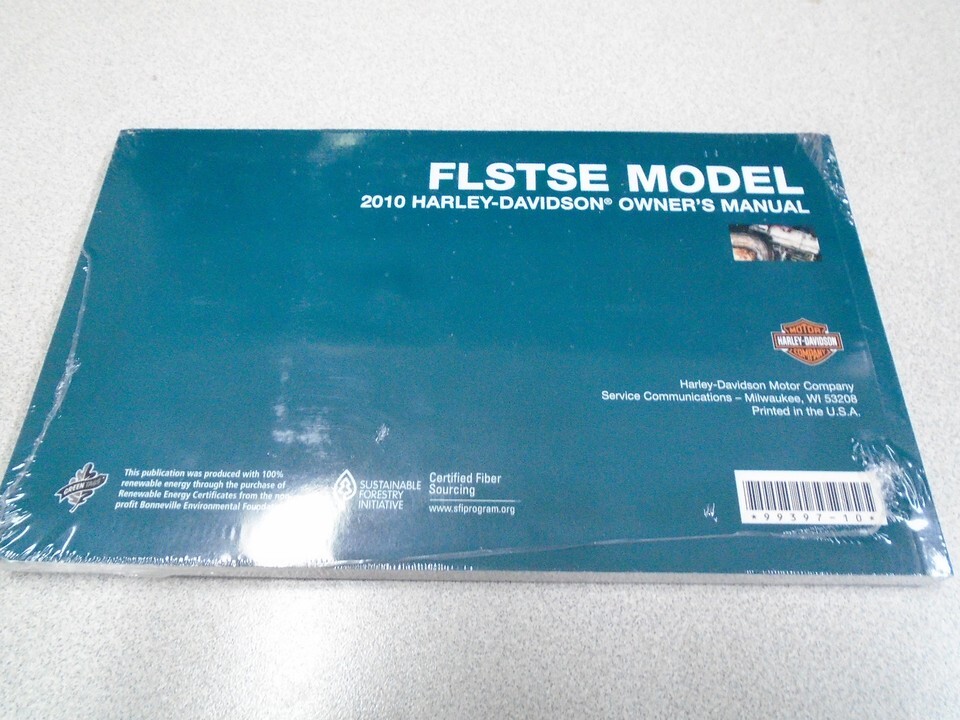 FLSTSE MODEL
2010 HARLEY-DAVIDSON® OWNER'S MANUAL
MOTOR
HARLEY-DAVIDSON
COMPANY
Harley-Davidson Motor Company
Service Communications – Milwaukee, WI 53208
Printed in the U.S.A.
This publication was produced with 100%
renewable energy through the purchase of
Renewable Energy Certificates from the non-
profit Bonneville Environmental
SUSTAINABLE
FORESTRY
INITIATIVE
Certified Fiber
Sourcing
www.sfiprogram.org
GREEN
*99397-10*